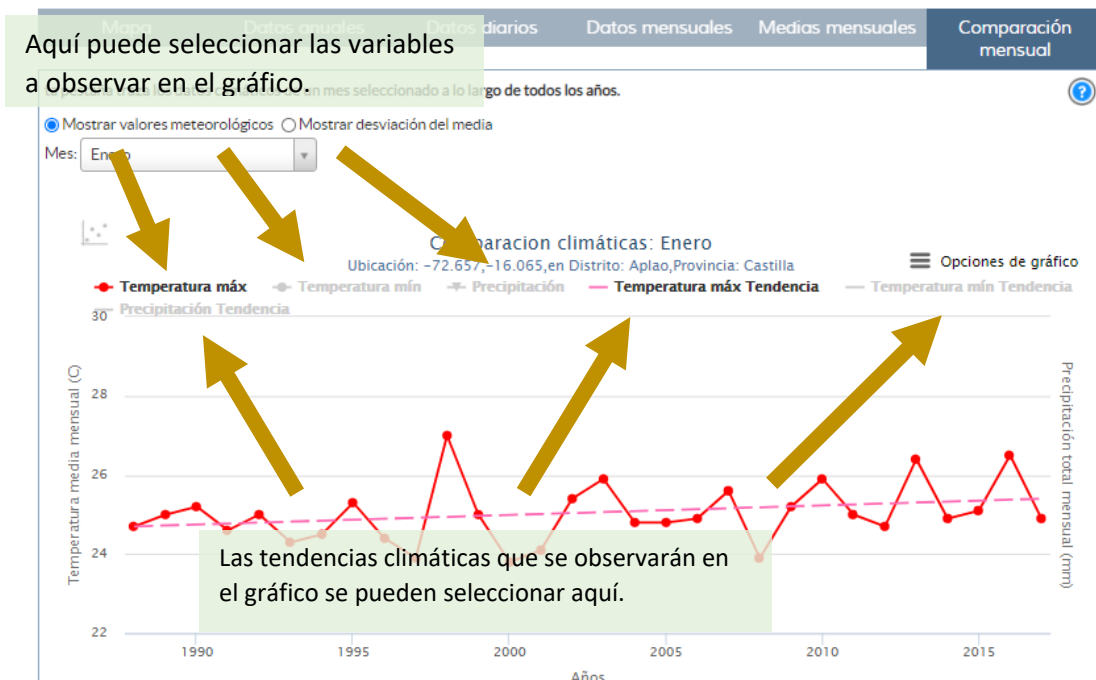 Mapa Datos anuales Datos diarios Datos mensuales Medias mensuales Comparación mensual
Aquí puede seleccionar las variables
a observar en el gráfico.
un mes seleccionado a lo largo de todos los años.
Mostrar valores meteorológicos Mostrar desviación del media
Mes: Enero
Comparacion climáticas: Enero
Ubicación: -72.657,-16.065,en Distrito: Aplao,Provincia: Castilla
Opciones de gráfico
Temperatura máx Temperatura mín Precipitación Temperatura máx Tendencia Temperatura mín Tendencia
Precipitación Tendencia
30
28
26
24
22
Temperatura media mensual (C)
Precipitación total mensual (mm)
Las tendencias climáticas que se observarán en
el gráfico se pueden seleccionar aquí.
1990 1995 2000 2005 2010 2015
Años